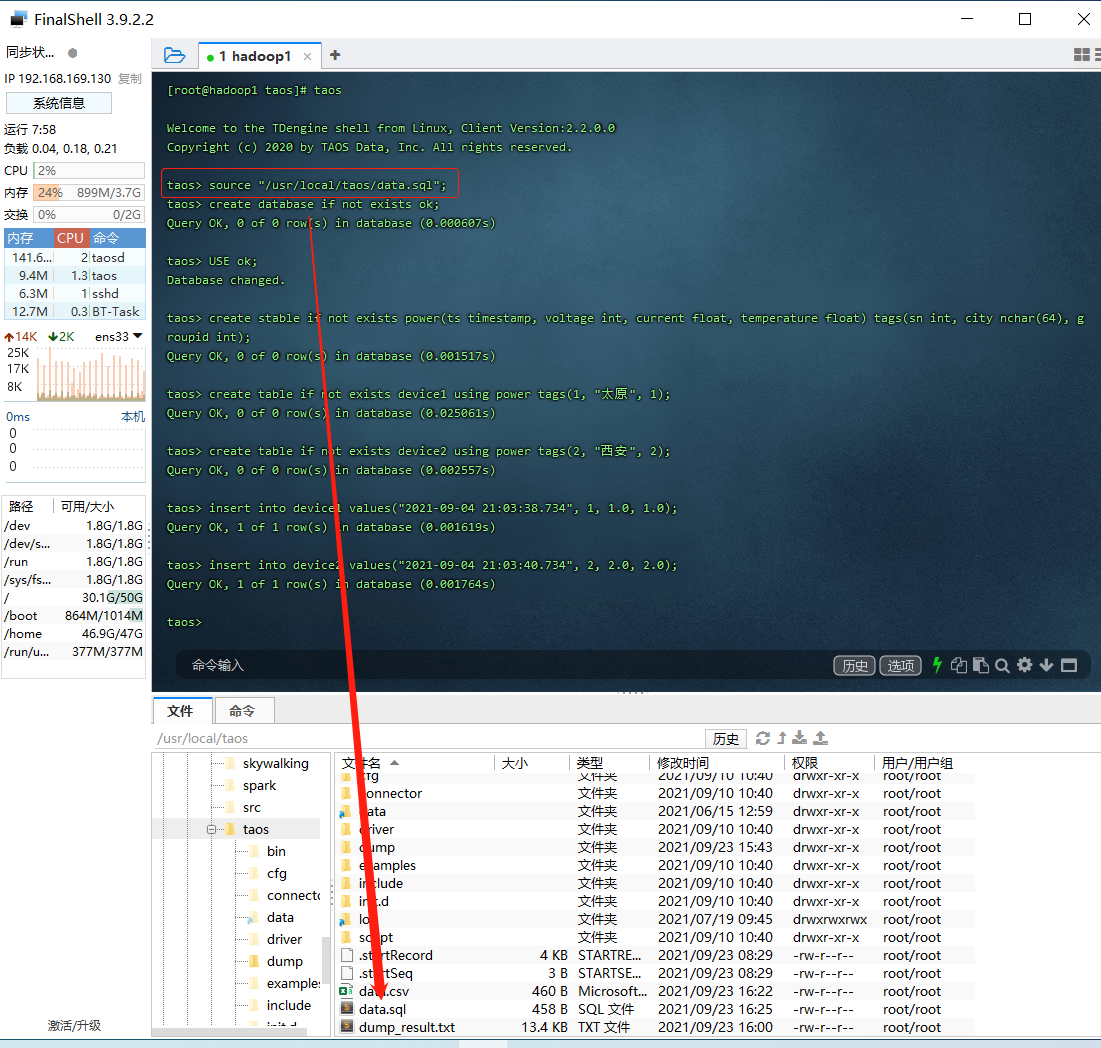 FinalShell 3.9.2.2
同步状...
1 hadoop1
IP 192.168.169.130 复制
系统信息
运行 7:58
负载 0.04, 0.18, 0.21
CPU 2%
内存 24% 899M/3.7G
交换 0% 0/2G
内存 CPU 命令
141.6... 2 taosd
9.4M 1.3 taos
6.3M 1 sshd
12.7M 0.3 BT-Task
14K 2K ens33
25K
17K
8K
0ms 本机
0
0
0
路径 可用/大小
/dev 1.8G/1.8G
/dev/s... 1.8G/1.8G
/run 1.8G/1.8G
/sys/fs... 1.8G/1.8G
/ 30.1G/50G
/boot 864M/1014M
/home 46.9G/47G
/run/u... 377M/377M
激活/升级
[root@hadoop1 taos]# taos
Welcome to the TDengine shell from Linux, Client Version:2.2.0.0
Copyright (c) 2020 by TAOS Data, Inc. All rights reserved.
taos> source "/usr/local/taos/data.sql";
taos> create database if not exists ok;
Query OK, 0 of 0 row(s) in database (0.000607s)
taos> USE ok;
Database changed.
taos> create stable if not exists power(ts timestamp, voltage int, current float, temperature float) tags(sn int, city nchar(64), g
roupid int);
Query OK, 0 of 0 row(s) in database (0.001517s)
taos> create table if not exists device1 using power tags(1, "太原", 1);
Query OK, 0 of 0 row(s) in database (0.025061s)
taos> create table if not exists device2 using power tags(2, "西安", 2);
Query OK, 0 of 0 row(s) in database (0.002557s)
taos> insert into device1 values("2021-09-04 21:03:38.734", 1, 1.0, 1.0);
Query OK, 1 of 1 row(s) in database (0.001619s)
taos> insert into device2 values("2021-09-04 21:03:40.734", 2, 2.0, 2.0);
Query OK, 1 of 1 row(s) in database (0.001764s)
taos>
命令输入 历史 选项
文件 命令
/usr/local/taos 历史
skywalking
spark
src
taos
bin
cfg
connecto
data
driver
dump
examples
include
init.d
文件名 大小 类型 修改时间 权限 用户/用户组
cfg 文件夹 2021/09/10 10:40 drwxr-xr-x root/root
connector 文件夹 2021/09/10 10:40 drwxr-xr-x root/root
data 文件夹 2021/06/15 12:59 drwxr-xr-x root/root
driver 文件夹 2021/09/10 10:40 drwxr-xr-x root/root
dump 文件夹 2021/09/23 15:43 drwxr-xr-x root/root
examples 文件夹 2021/09/10 10:40 drwxr-xr-x root/root
include 文件夹 2021/09/10 10:40 drwxr-xr-x root/root
init.d 文件夹 2021/09/10 10:40 drwxr-xr-x root/root
log 文件夹 2021/07/19 09:45 drwxrwxrwx root/root
script 文件夹 2021/09/10 10:40 drwxr-xr-x root/root
.startRecord 4 KB STARTRE... 2021/09/23 08:29 -rw-r--r-- root/root
.startSeq 3 B STARTSE... 2021/09/23 08:29 -rw-r--r-- root/root
data.csv 460 B Microsoft... 2021/09/23 16:22 -rw-r--r-- root/root
data.sql 458 B SQL 文件 2021/09/23 16:25 -rw-r--r-- root/root
dump_result.txt 13.4 KB TXT 文件 2021/09/23 16:00 -rw-r--r-- root/root